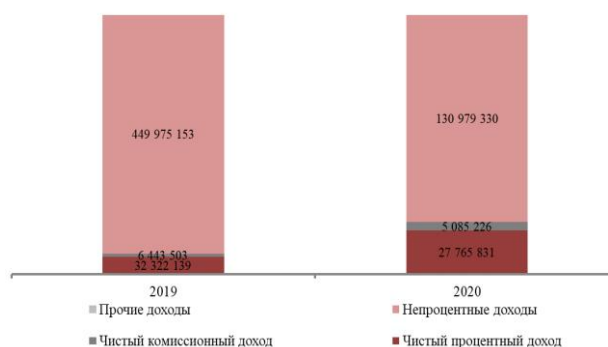 449 975 153
130 979 330
6 443 503
5 085 226
32 322 139
27 765 831
2019
2020
Прочие доходы
Непроцентные доходы
Чистый комиссионный доход
Чистый процентный доход